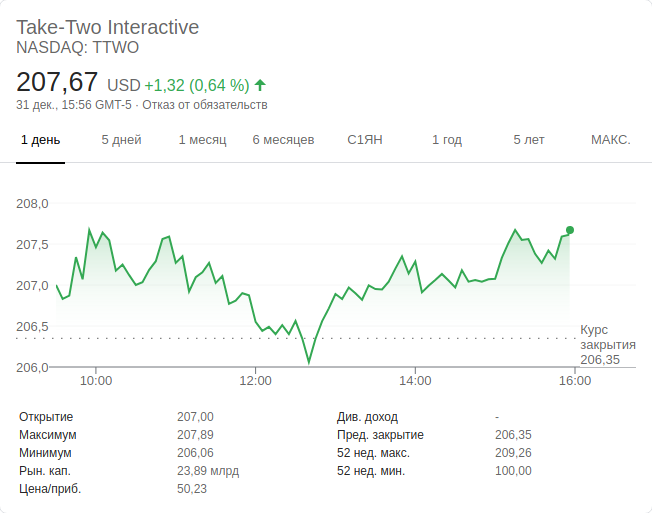 Take-Two Interactive
NASDAQ: TTWO
207,67 USD +1,32 (0,64 %)
31 дек., 15:56 GMT-5 · Отказ от обязательств
1 день 5 дней 1 месяц 6 месяцев С1ЯН 1 год 5 лет МАКС.
208,0
207,5
207,0
206,5
206,0
Курс
закрытия
206,35
10:00 12:00 14:00 16:00
Открытие 207,00 Див. доход -
Максимум 207,89 Пред. закрытие 206,35
Минимум 206,06 52 нед. макс. 209,26
Рын. кап. 23,89 млрд 52 нед. мин. 100,00
Цена/приб. 50,23